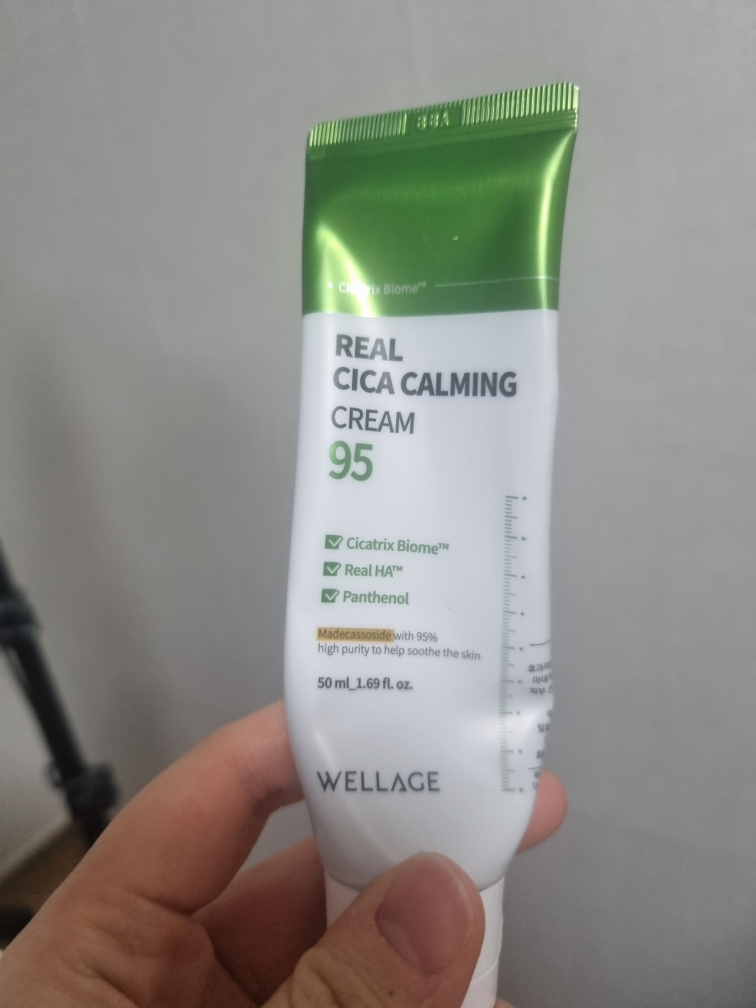 Cicatrix Biome™
REAL
CICA CALMING
CREAM
95
Cicatrix Biome™
Real HA™
Panthenol
Madecassoside with 95%
high purity to help soothe the skin
50 ml_1.69 fl. oz.
WELLAGE